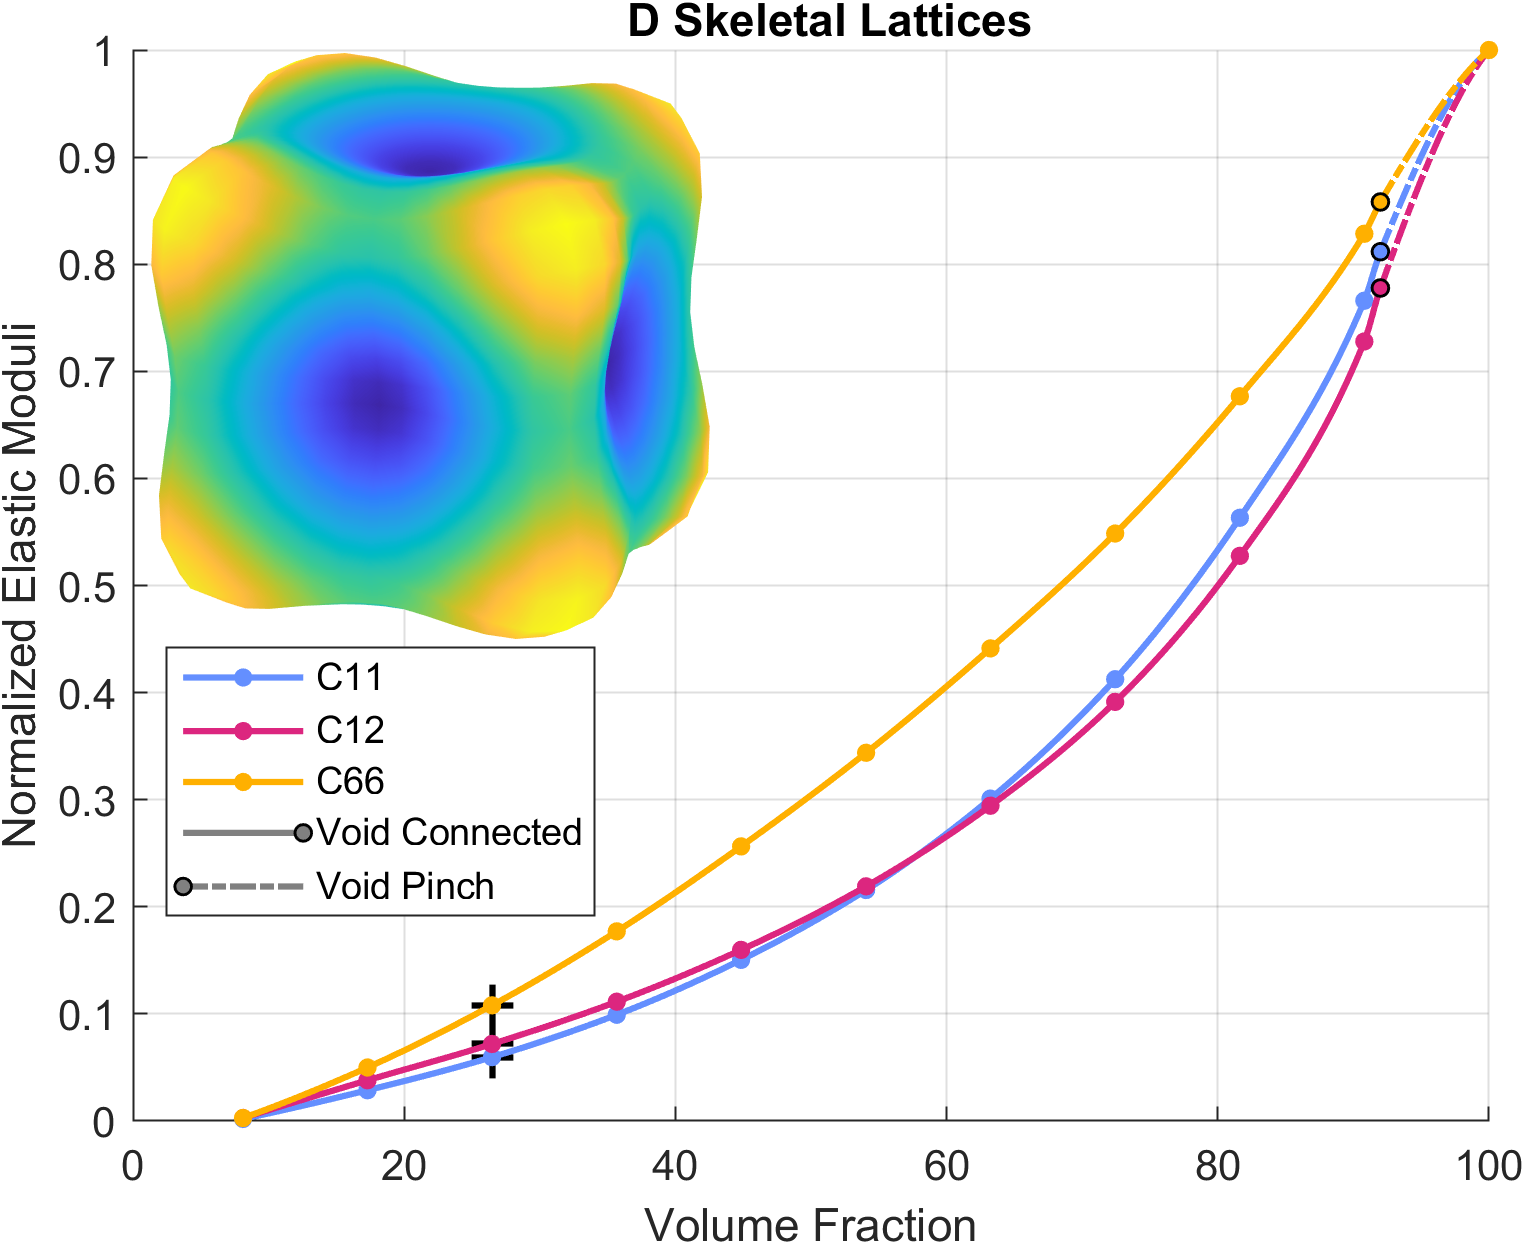 D Skeletal Lattices
1
0.9
0.8
0.7
0.6
0.5
0.4
0.3
0.2
0.1
0
Normalized Elastic Moduli
C11
C12
C66
Void Connected
Void Pinch
0 20 40 60 80 100
Volume Fraction